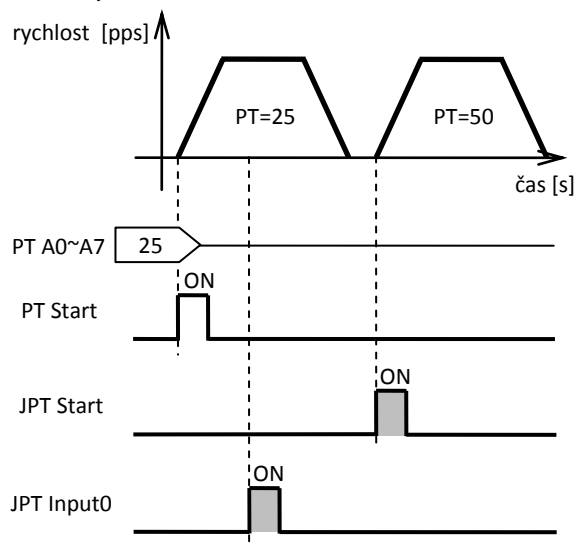 rychlost [pps]
PT=25
PT=50
čas [s]
PT A0~A7
25
ON
PT Start
ON
JPT Start
ON
JPT Input0